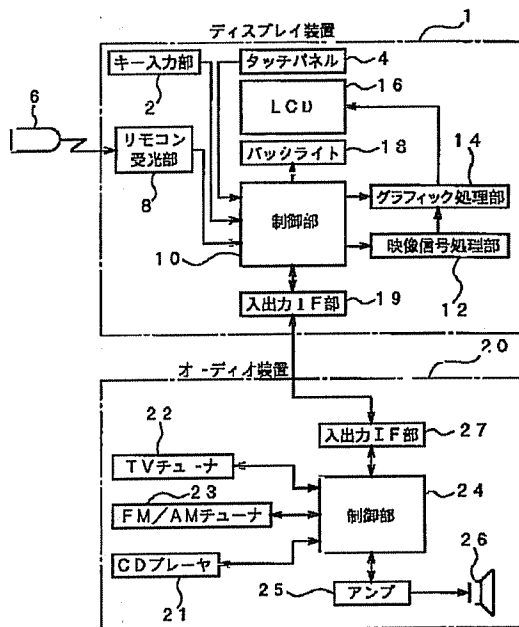 ディスプレイ装置
1
キー入力部
2
タッチパネル
4
LCD
16
6
リモコン
受光部
8
バッシライト
18
グラフィック処理部
14
制御部
10
映像信号処理部
12
入出力IF部
19
オーディオ装置
20
22
TVチューナ
入出力IF部
27
23
FM/AMチューナ
制御部
24
CDプレーヤ
21
アンプ
25
26